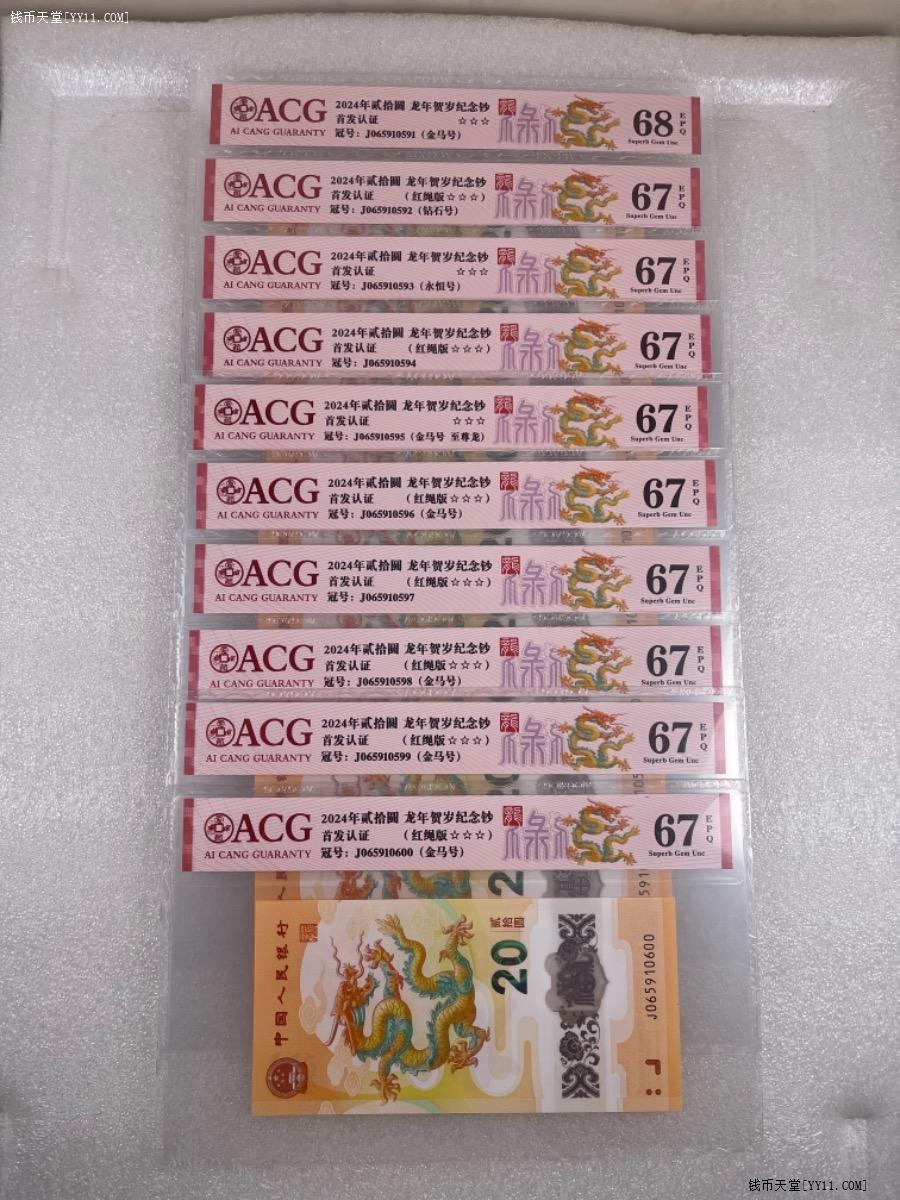 钱币天堂[YY11.COM]
ACG 2024年贰拾圆 龙年贺岁纪念钞 68 EPQ
首发认证 ☆☆☆
AI CANG GUARANTY 冠号: J065910591 (金马号) Superb Gem Unc
ACG 2024年贰拾圆 龙年贺岁纪念钞 67 EPQ
首发认证 (红绳版☆☆☆)
AI CANG GUARANTY 冠号: J065910592 (钻石号) Superb Gem Unc
ACG 2024年贰拾圆 龙年贺岁纪念钞 67 EPQ
首发认证 ☆☆☆
AI CANG GUARANTY 冠号: J065910593 (永恒号) Superb Gem Unc
ACG 2024年贰拾圆 龙年贺岁纪念钞 67 EPQ
首发认证 (红绳版☆☆☆)
AI CANG GUARANTY 冠号: J065910594 Superb Gem Unc
ACG 2024年贰拾圆 龙年贺岁纪念钞 67 EPQ
首发认证 ☆☆☆
AI CANG GUARANTY 冠号: J065910595 (金马号 至尊龙) Superb Gem Unc
ACG 2024年贰拾圆 龙年贺岁纪念钞 67 EPQ
首发认证 (红绳版☆☆☆)
AI CANG GUARANTY 冠号: J065910596 (金马号) Superb Gem Unc
ACG 2024年贰拾圆 龙年贺岁纪念钞 67 EPQ
首发认证 (红绳版☆☆☆)
AI CANG GUARANTY 冠号: J065910597 Superb Gem Unc
ACG 2024年贰拾圆 龙年贺岁纪念钞 67 EPQ
首发认证 (红绳版☆☆☆)
AI CANG GUARANTY 冠号: J065910598 (金马号) Superb Gem Unc
ACG 2024年贰拾圆 龙年贺岁纪念钞 67 EPQ
首发认证 (红绳版☆☆☆)
AI CANG GUARANTY 冠号: J065910599 (金马号) Superb Gem Unc
ACG 2024年贰拾圆 龙年贺岁纪念钞 67 EPQ
首发认证 (红绳版☆☆☆)
AI CANG GUARANTY 冠号: J065910600 (金马号) Superb Gem Unc
中国人民银行
20
贰拾圆
J065910600
钱币天堂[YY11.COM]